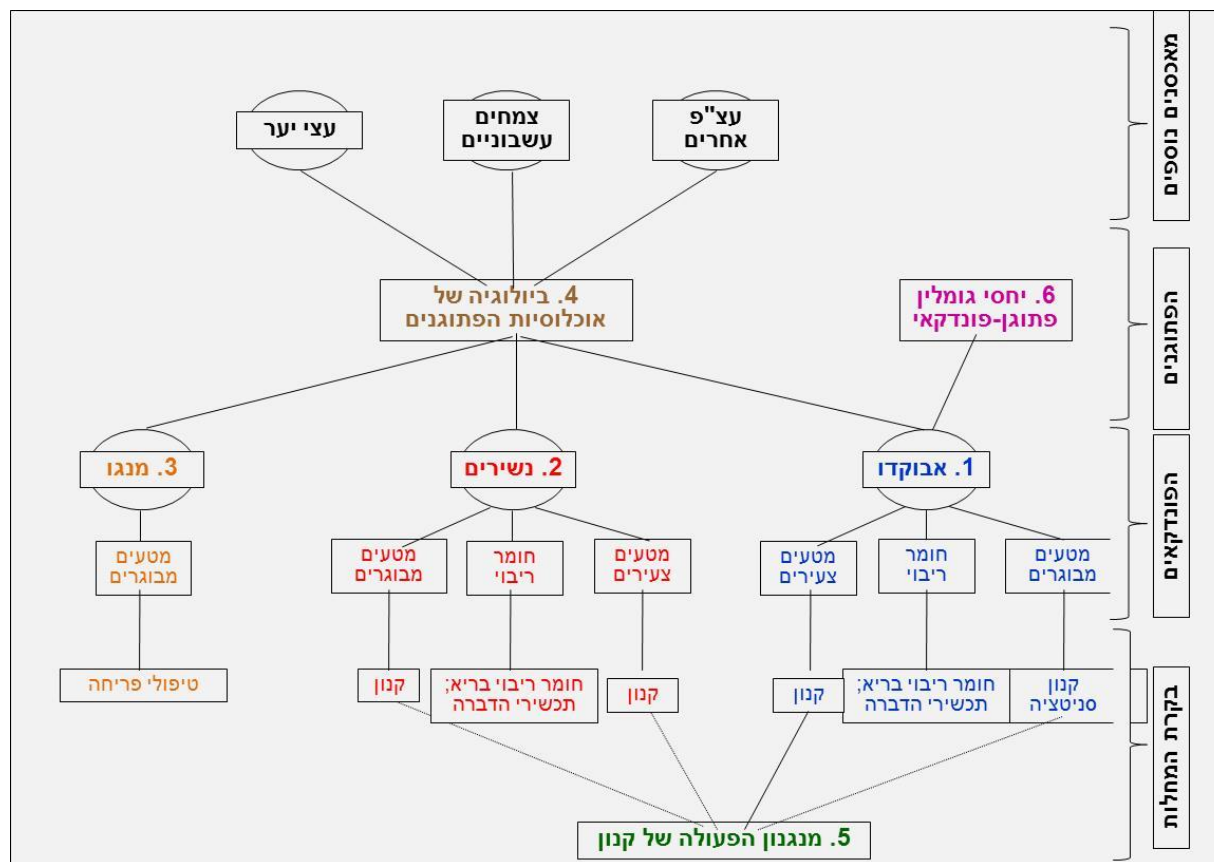 מאכסנים נוספים
עצ"פ
אחרים
צמחים
עשבוניים
עצי יער
הפתוגנים
6. יחסי גומלין
פתוגן-פונדקאי
4. ביולוגיה של
אוכלוסיות הפתוגנים
הפונדקאים
1. אבוקדו
2. נשירים
3. מנגו
מטעים
מבוגרים
חומר
ריבוי
מטעים
צעירים
מטעים
צעירים
חומר
ריבוי
מטעים
מבוגרים
מטעים
מבוגרים
בקרת המחלות
קנון
סניטציה
חומר ריבוי בריא;
תכשירי הדברה
קנון
קנון
חומר ריבוי בריא;
תכשירי הדברה
קנון
טיפולי פריחה
5. מנגנון הפעולה של קנון